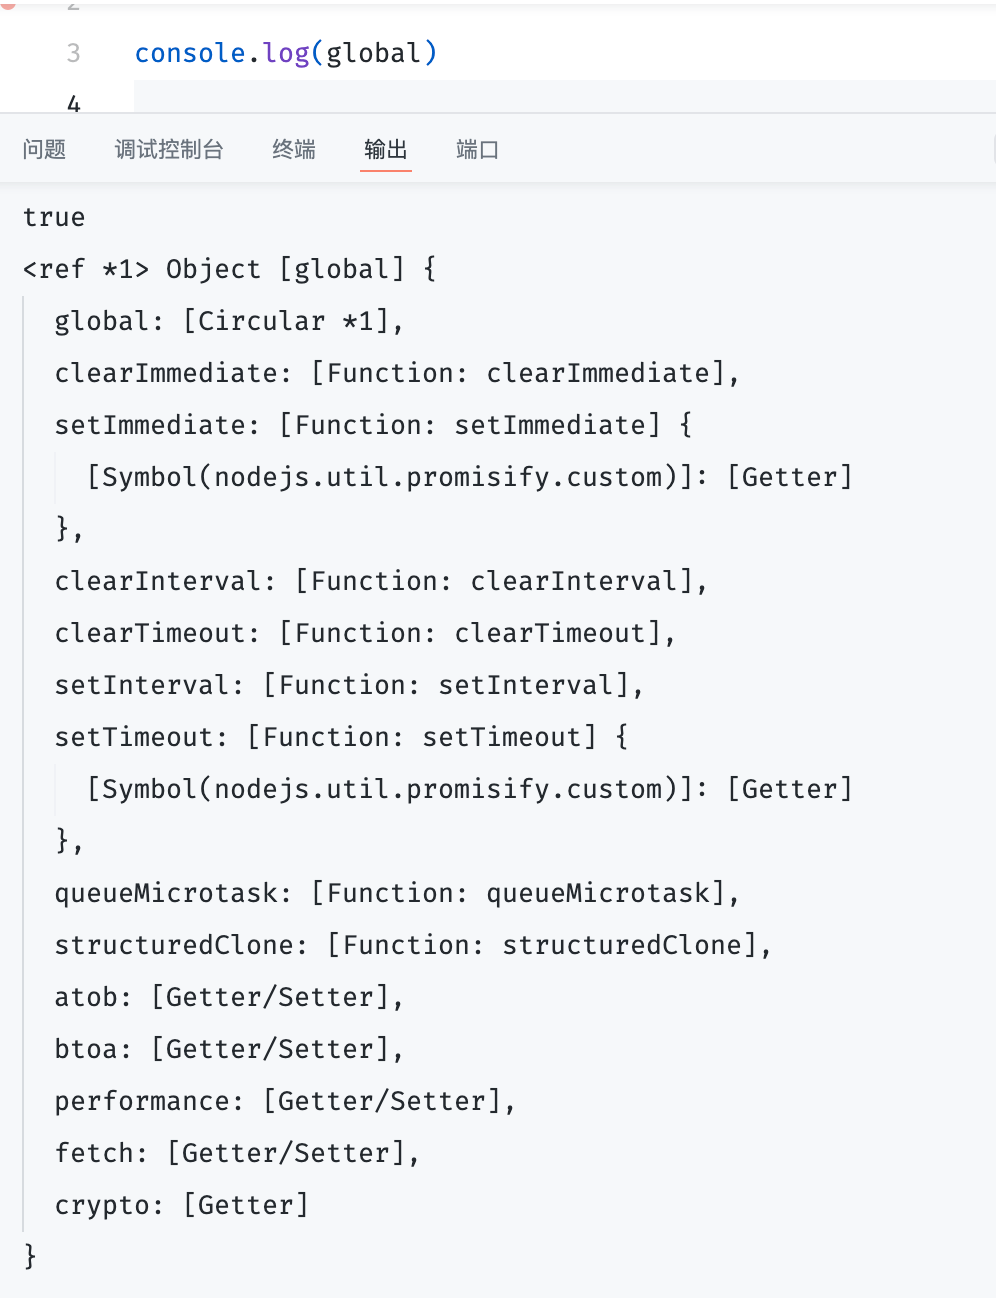 2
3 console.log(global)
4
问题 调试控制台 终端 输出 端口
true
<ref *1> Object [global] {
  global: [Circular *1],
  clearImmediate: [Function: clearImmediate],
  setImmediate: [Function: setImmediate] {
    [Symbol(nodejs.util.promisify.custom)]: [Getter]
  },
  clearInterval: [Function: clearInterval],
  clearTimeout: [Function: clearTimeout],
  setInterval: [Function: setInterval],
  setTimeout: [Function: setTimeout] {
    [Symbol(nodejs.util.promisify.custom)]: [Getter]
  },
  queueMicrotask: [Function: queueMicrotask],
  structuredClone: [Function: structuredClone],
  atob: [Getter/Setter],
  btoa: [Getter/Setter],
  performance: [Getter/Setter],
  fetch: [Getter/Setter],
  crypto: [Getter]
}